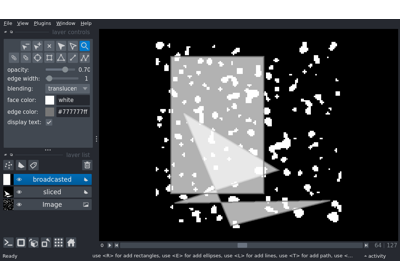 File View Plugins Window Help
layer controls
opacity: 0.70
edge width: 1
blending: translucen
face color: white
edge color: #777777ff
display text:
layer list
broadcasted
sliced
Image
0 64 127
Ready use <R> for add rectangles, use <E> for add ellipses, use <L> for add lines, use <T> for add path, use <... activity